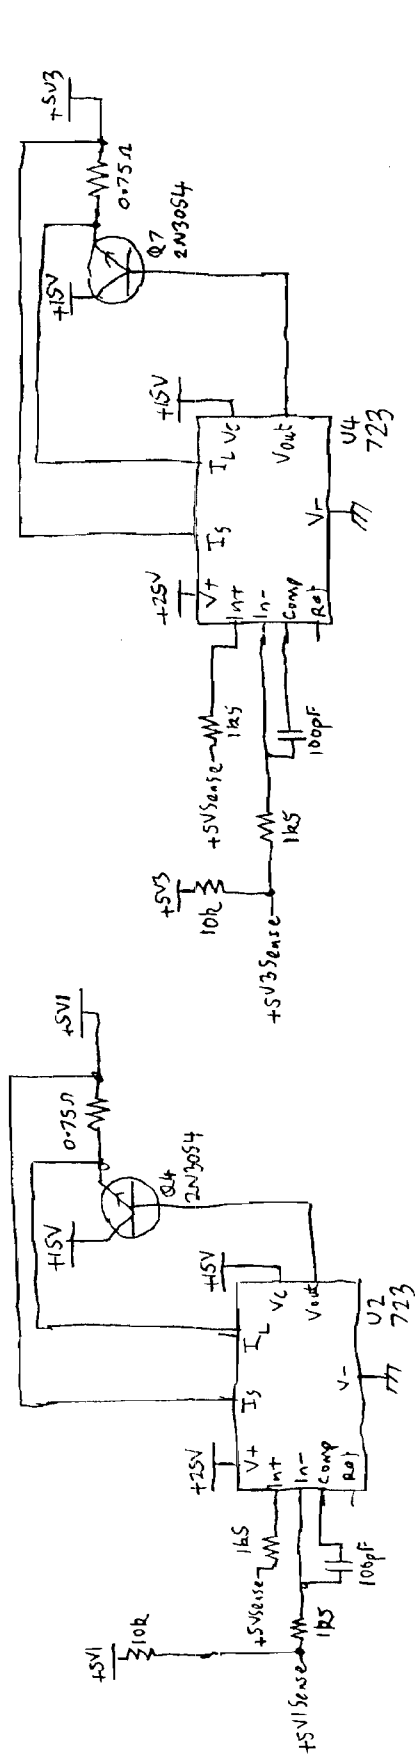 +5V1
10k
+5V1Sense
1k5
+5VSense
1k5
100pF
+25V
V+
Is
IL
In+
In-
Comp
Ref
VC
Vout
V-
U2
723
+15V
+15V
Q4
2N3054
0.75Ω
+5V1
+5V3
10k
+5V3Sense
1k5
+5VSense
1k5
100pF
+25V
V+
Is
IL
In+
In-
Comp
Ref
VC
Vout
V-
U4
723
+15V
+15V
Q7
2N3054
0.75Ω
+5V3